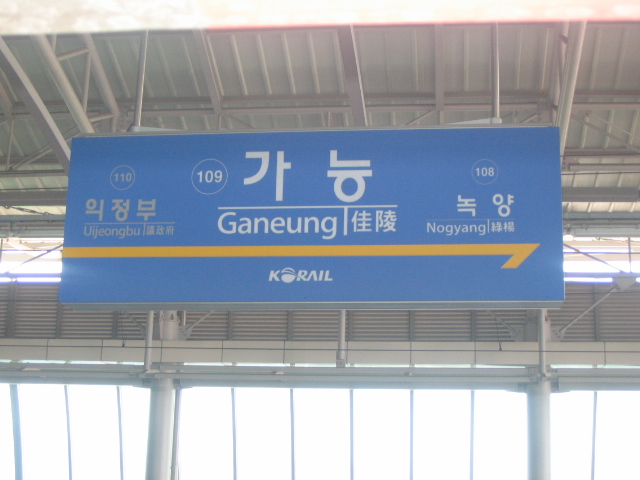 110
의정부
Uijeongbu 議政府
109 가능
Ganeung 佳陵
108
녹양
Nogyang 綠楊
KORAIL